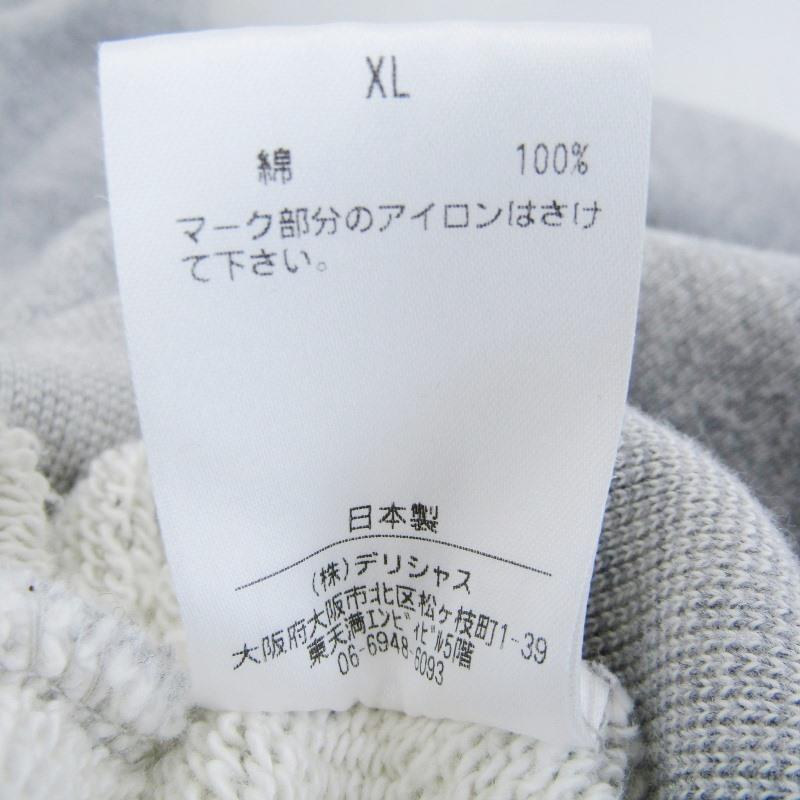 XL
綿 100%
マーク部分のアイロンはさけ
て下さい。
日本製
(株)デリシャス
大阪府大阪市北区松ヶ枝町1-39
東天満エンビィビル5階
06-6948-6093